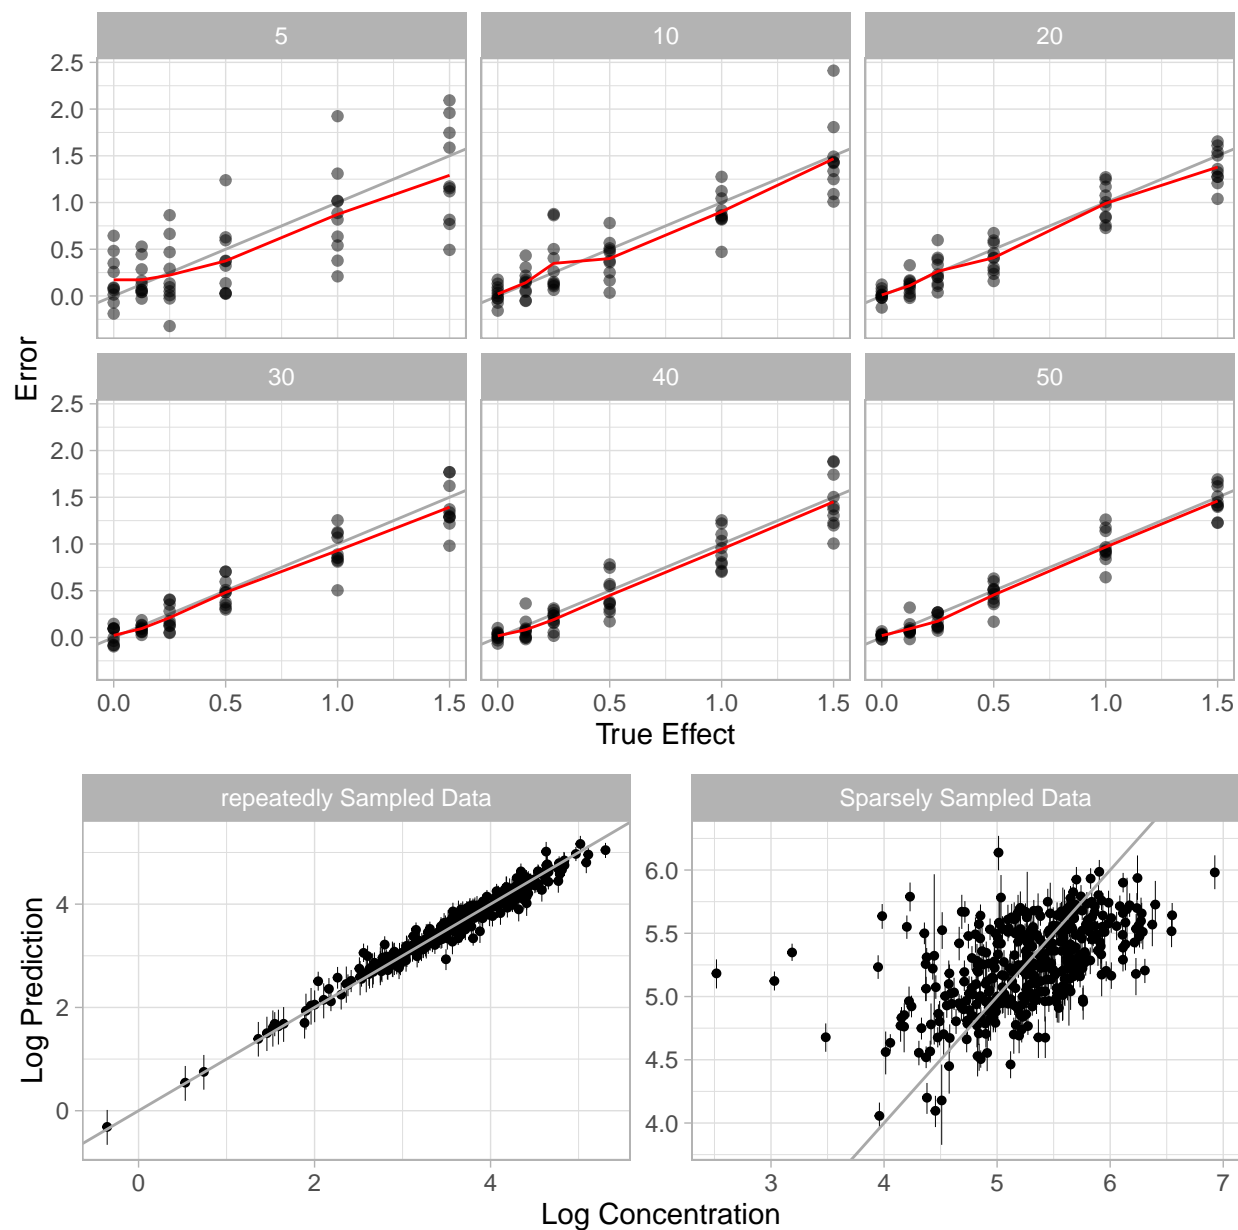 5 10 20
2.5
2.0
1.5
1.0
0.5
0.0
Error
30 40 50
2.5
2.0
1.5
1.0
0.5
0.0
0.0 0.5 1.0 1.5 0.0 0.5 1.0 1.5 0.0 0.5 1.0 1.5
True Effect
repeatedly Sampled Data Sparsely Sampled Data
Log Prediction
4
2
0
6.0
5.5
5.0
4.5
4.0
0 2 4 3 4 5 6 7
Log Concentration